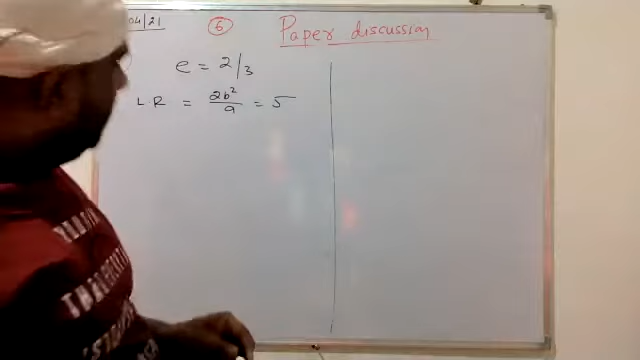 04/21 6 Paper discussion
e = 2/3
LR = 2b²/a = 5